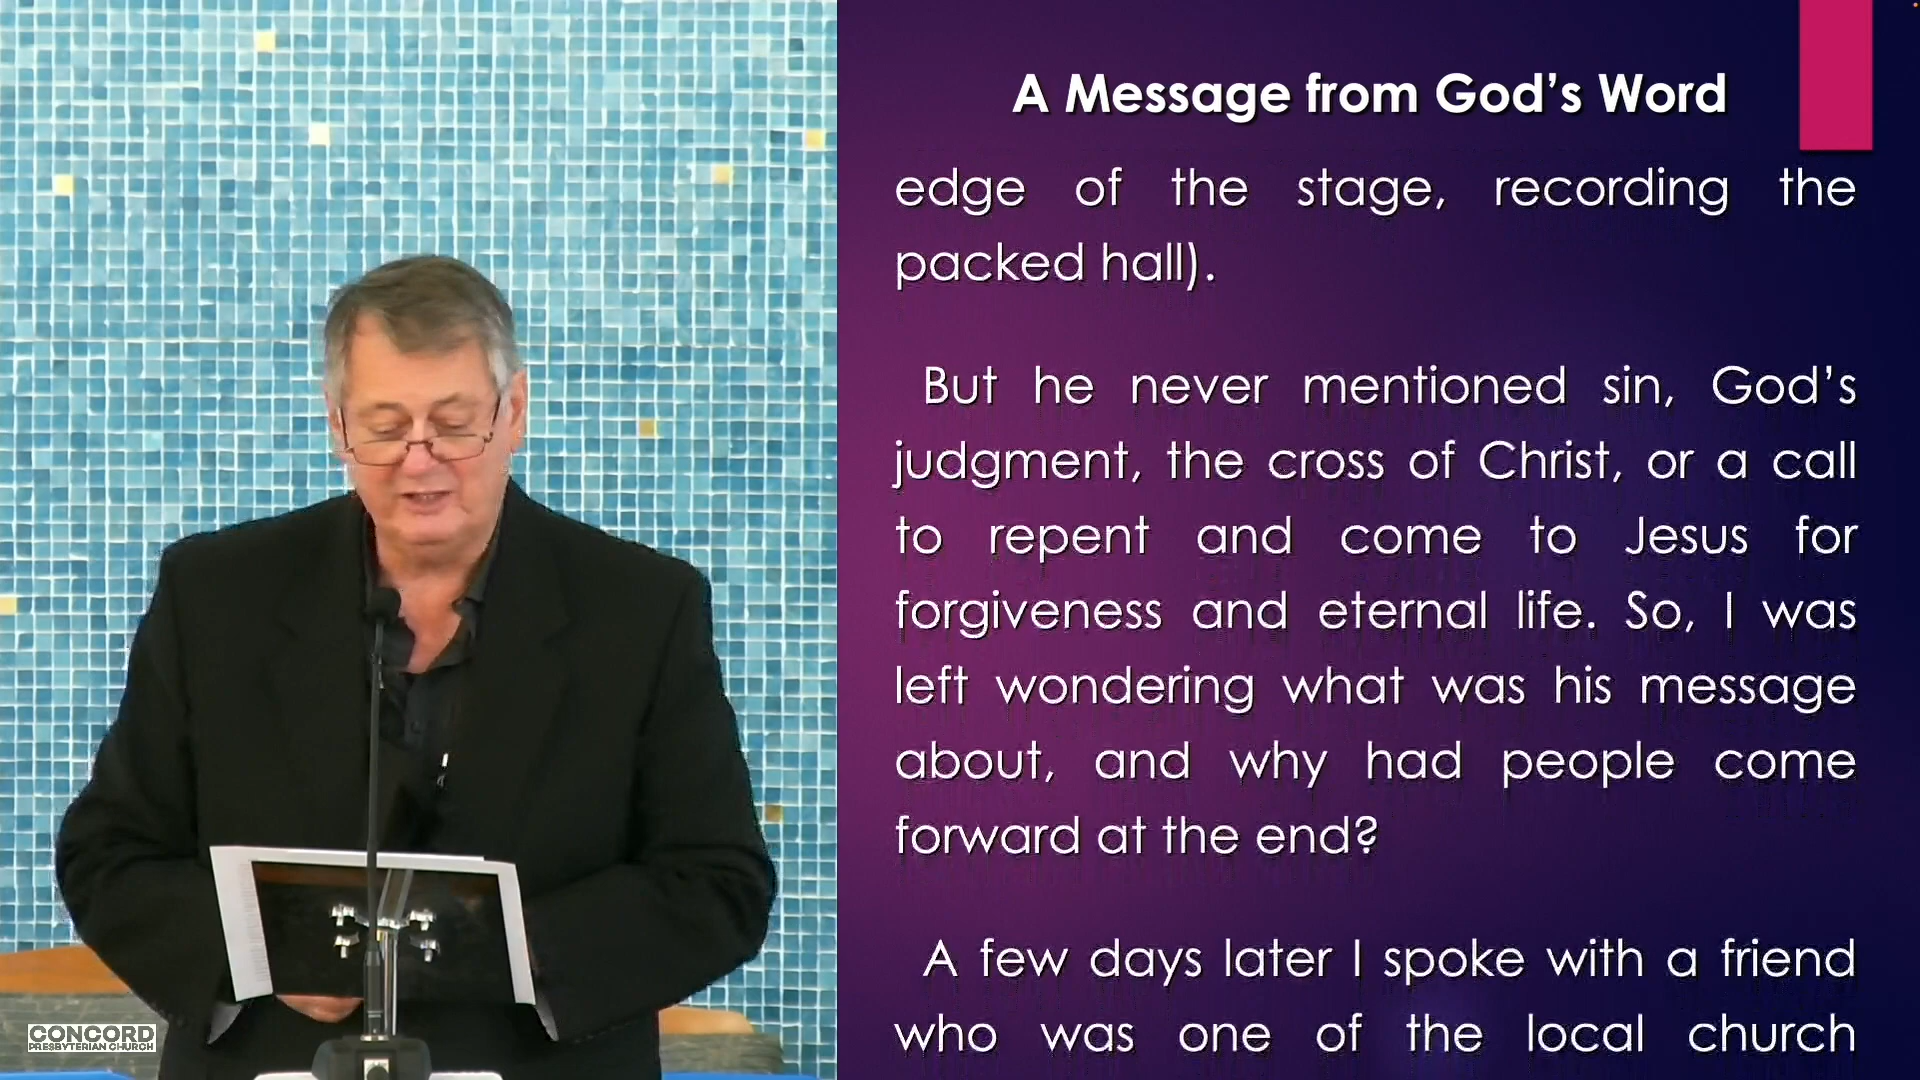 A Message from God’s Word
edge of the stage, recording the
packed hall).
But he never mentioned sin, God’s
judgment, the cross of Christ, or a call
to repent and come to Jesus for
forgiveness and eternal life. So, I was
left wondering what was his message
about, and why had people come
forward at the end?
A few days later I spoke with a friend
who was one of the local church
CONCORD
PRESBYTERIAN CHURCH